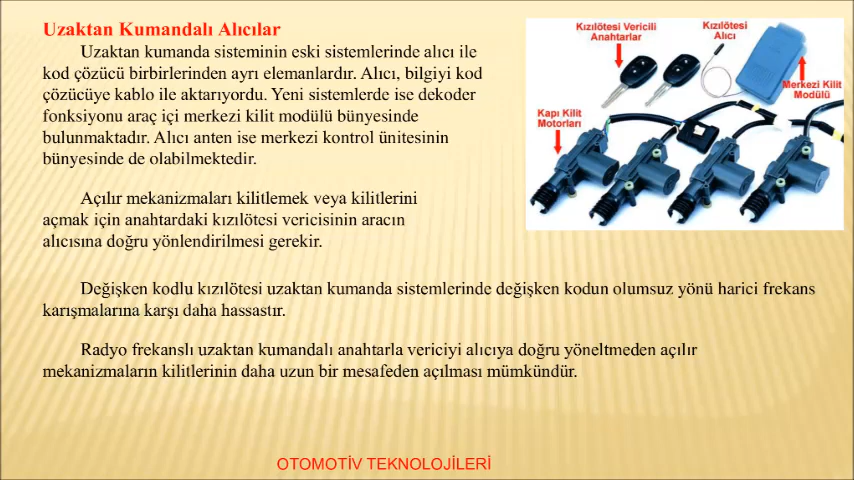 Uzaktan Kumandalı Alıcılar
Uzaktan kumanda sisteminin eski sistemlerinde alıcı ile
kod çözücü birbirlerinden ayrı elemanlardır. Alıcı, bilgiyi kod
çözücüye kablo ile aktarıyordu. Yeni sistemlerde ise dekoder
fonksiyonu araç içi merkezi kilit modülü bünyesinde
bulunmaktadır. Alıcı anten ise merkezi kontrol ünitesinin
bünyesinde de olabilmektedir.
Açılır mekanizmaları kilitlemek veya kilitlerini
açmak için anahtardaki kızılötesi vericisinin aracın
alıcısına doğru yönlendirilmesi gerekir.
Kızılötesi Vericili
Anahtarlar
Kızılötesi
Alıcı
Merkezi Kilit
Modülü
Kapı Kilit
Motorları
Değişken kodlu kızılötesi uzaktan kumanda sistemlerinde değişken kodun olumsuz yönü harici frekans
karışmalarına karşı daha hassastır.
Radyo frekanslı uzaktan kumandalı anahtarla vericiyi alıcıya doğru yöneltmeden açılır
mekanizmaların kilitlerinin daha uzun bir mesafeden açılması mümkündür.
OTOMOTİV TEKNOLOJİLERİ